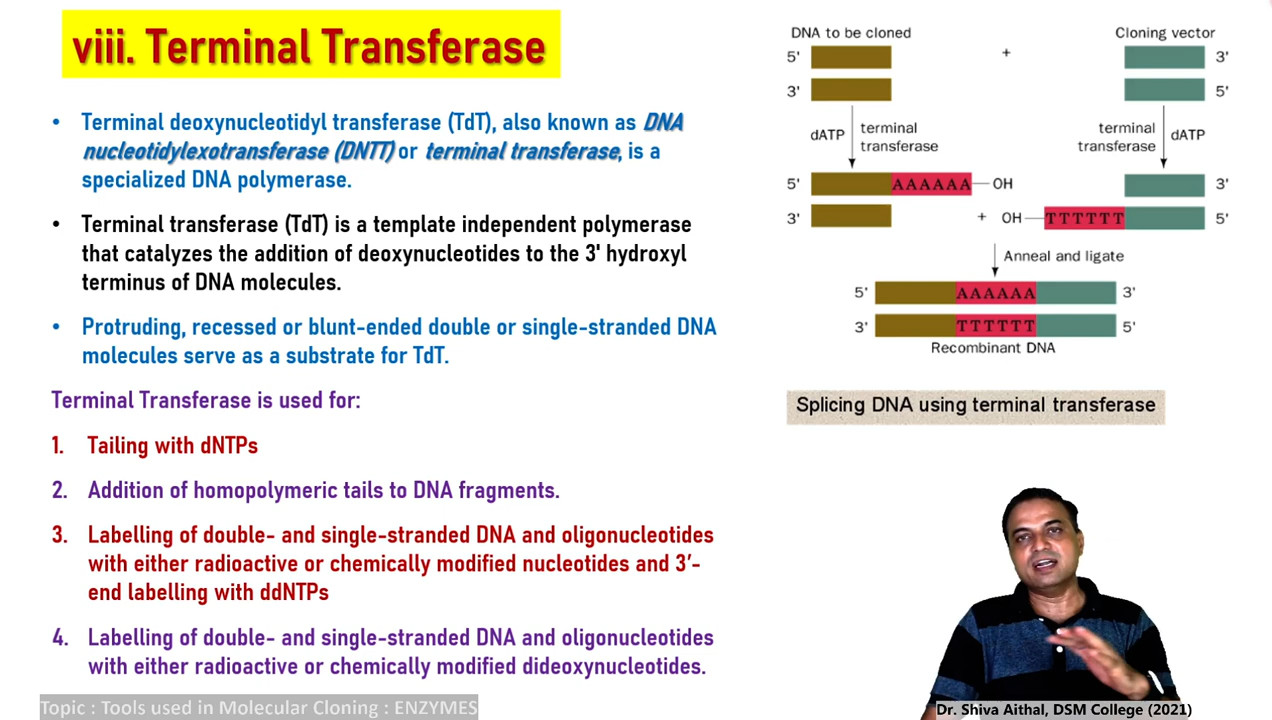 viii. Terminal Transferase
• Terminal deoxynucleotidyl transferase (TdT), also known as DNA
nucleotidylexotransferase (DNTT) or terminal transferase, is a
specialized DNA polymerase.
• Terminal transferase (TdT) is a template independent polymerase
that catalyzes the addition of deoxynucleotides to the 3' hydroxyl
terminus of DNA molecules.
• Protruding, recessed or blunt-ended double or single-stranded DNA
molecules serve as a substrate for TdT.
Terminal Transferase is used for:
1. Tailing with dNTPs
2. Addition of homopolymeric tails to DNA fragments.
3. Labelling of double- and single-stranded DNA and oligonucleotides
with either radioactive or chemically modified nucleotides and 3’-
end labelling with ddNTPs
4. Labelling of double- and single-stranded DNA and oligonucleotides
with either radioactive or chemically modified dideoxynucleotides.
Topic : Tools used in Molecular Cloning : ENZYMES
DNA to be cloned + Cloning vector
5' 3'
3' 5'
dATP terminal transferase terminal transferase dATP
5' AAAAAA OH 3'
3' + OH TTTTTT 5'
Anneal and ligate
5' AAAAAA 3'
3' TTTTTT 5'
Recombinant DNA
Splicing DNA using terminal transferase
Dr. Shiva Aithal, DSM College (2021)